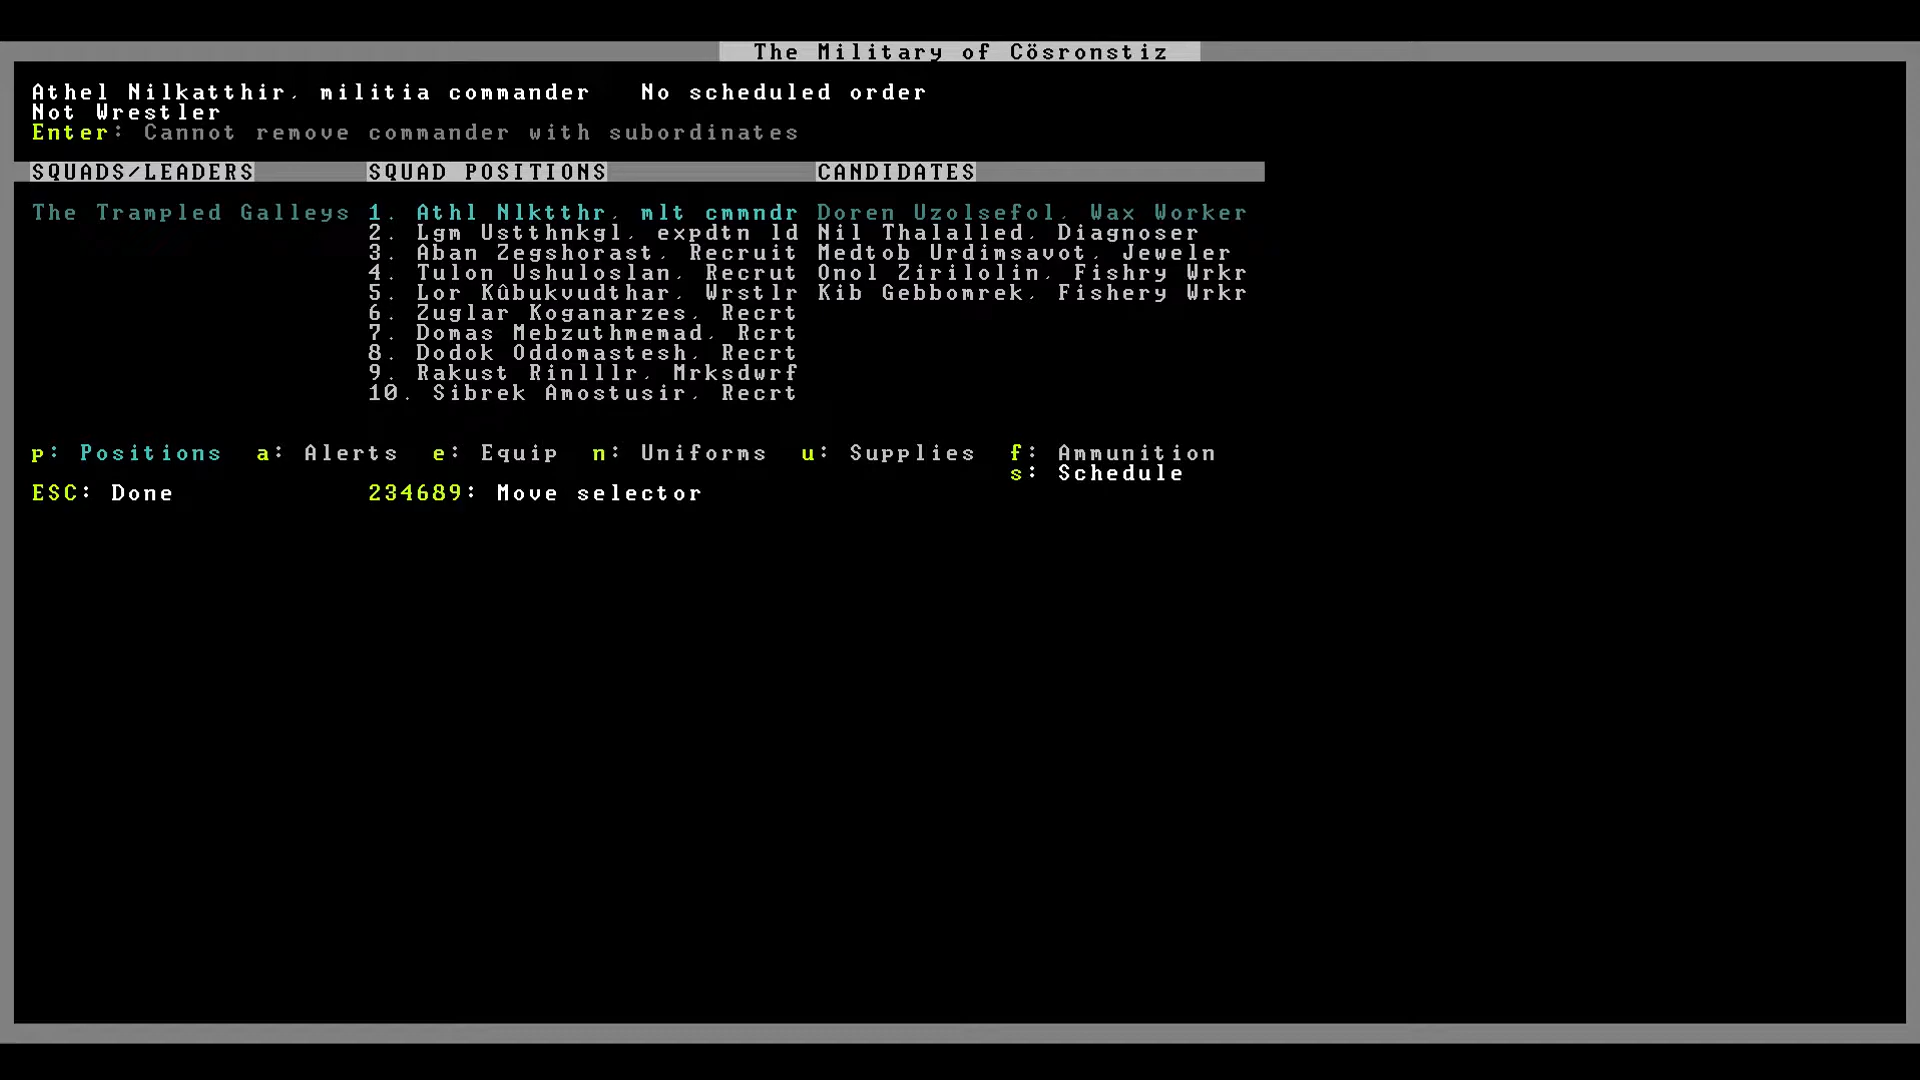 The Military of Cösronstiz
Athel Nilkatthir, militia commander No scheduled order
Not Wrestler
Enter: Cannot remove commander with subordinates
SQUADS/LEADERS SQUAD POSITIONS CANDIDATES
The Trampled Galleys 1. Athl Nlktthr, mlt cmmndr Doren Uzolsefol, Wax Worker
2. Lgm Ustthnkgl, expdtn ld Nil Thalalled, Diagnoser
3. Aban Zegshorast, Recruit Medtob Urdimsavot, Jeweler
4. Tulon Ushuloslan, Recrut Onol Zirilolin, Fishry Wrkr
5. Lor Kûbukvudthar, Wrstlr Kib Gebbomrek, Fishery Wrkr
6. Zuglar Koganarzes, Recrt
7. Domas Mebzuthmemad, Rcrt
8. Dodok Oddomastesh, Recrt
9. Rakust Rinlllr, Mrksdwrf
10. Sibrek Amostusir, Recrt
p: Positions a: Alerts e: Equip n: Uniforms u: Supplies f: Ammunition
s: Schedule
ESC: Done 234689: Move selector